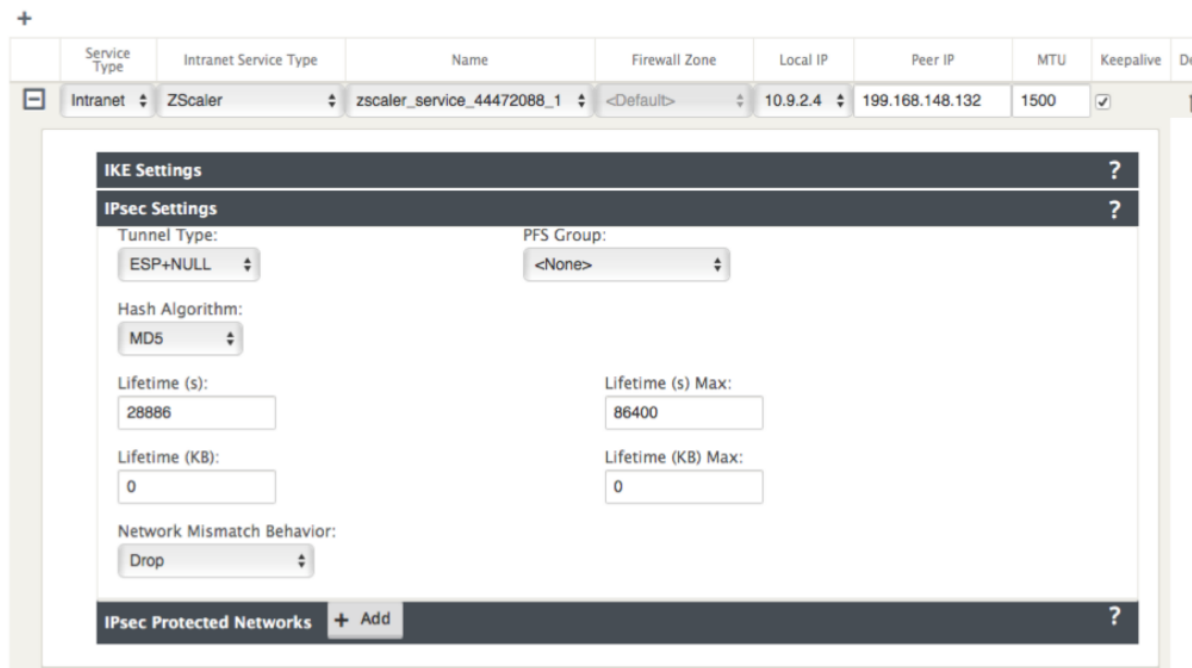 +
Service Type Intranet Service Type Name Firewall Zone Local IP Peer IP MTU Keepalive
Intranet ZScaler zscaler_service_44472088_1 <Default> 10.9.2.4 199.168.148.132 1500
IKE Settings ?
IPsec Settings ?
Tunnel Type: PFS Group:
ESP+NULL <None>
Hash Algorithm:
MD5
Lifetime (s): Lifetime (s) Max:
28886 86400
Lifetime (KB): Lifetime (KB) Max:
0 0
Network Mismatch Behavior:
Drop
IPsec Protected Networks + Add ?